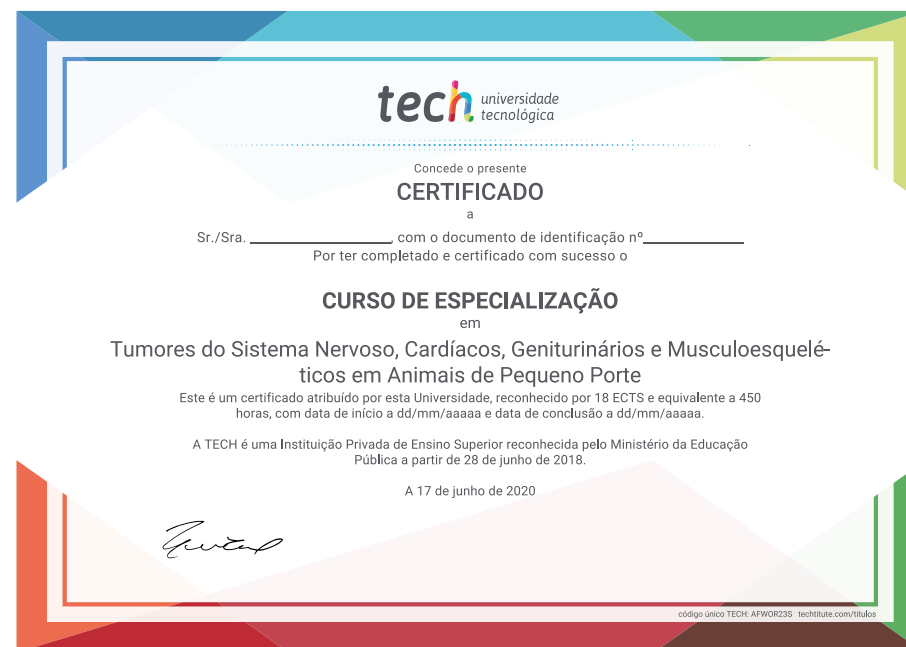 tech universidade
tecnológica
Concede o presente
CERTIFICADO
a
Sr./Sra. ____________________, com o documento de identificação nº______________
Por ter completado e certificado com sucesso o
CURSO DE ESPECIALIZAÇÃO
em
Tumores do Sistema Nervoso, Cardíacos, Geniturinários e Musculoesquelé-
ticos em Animais de Pequeno Porte
Este é um certificado atribuído por esta Universidade, reconhecido por 18 ECTS e equivalente a 450
horas, com data de início a dd/mm/aaaaa e data de conclusão a dd/mm/aaaaa.
A TECH é uma Instituição Privada de Ensino Superior reconhecida pelo Ministério da Educação
Pública a partir de 28 de junho de 2018.
A 17 de junho de 2020
código único TECH: AFWOR23S techtitute.com/titulos